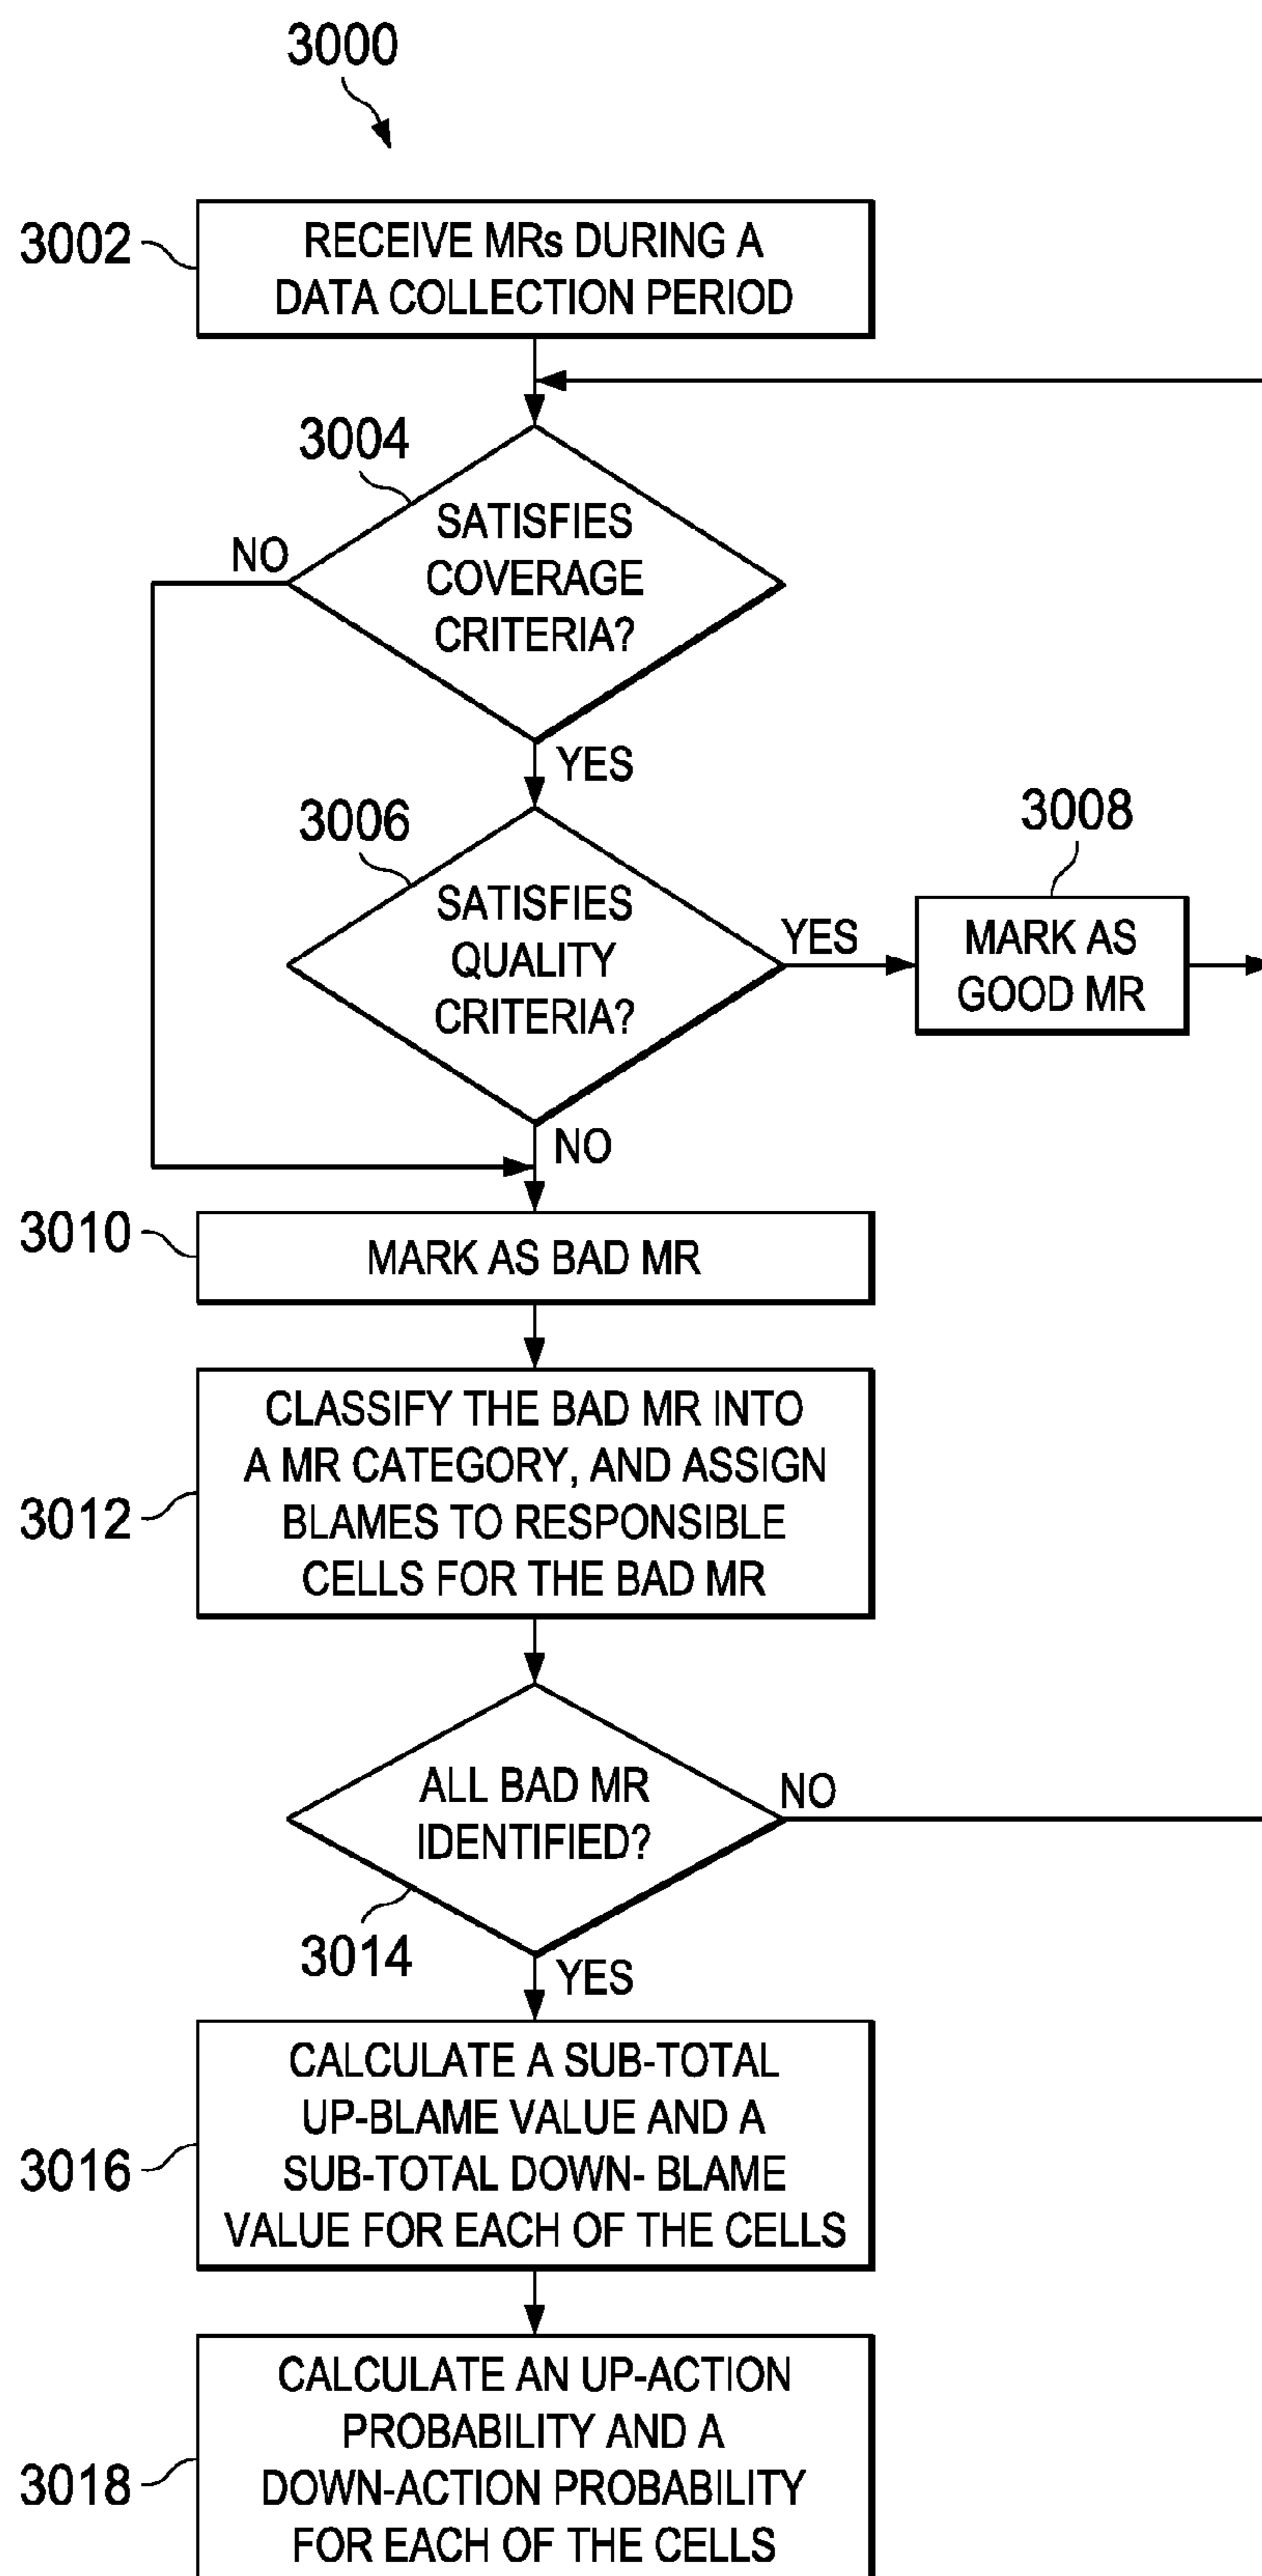 3000
3002
RECEIVE MRs DURING A
DATA COLLECTION PERIOD
3004
SATISFIES
COVERAGE
CRITERIA?
NO
YES
3006
SATISFIES
QUALITY
CRITERIA?
YES
3008
MARK AS
GOOD MR
NO
3010
MARK AS BAD MR
3012
CLASSIFY THE BAD MR INTO
A MR CATEGORY, AND ASSIGN
BLAMES TO RESPONSIBLE
CELLS FOR THE BAD MR
ALL BAD MR
IDENTIFIED?
NO
3014
YES
3016
CALCULATE A SUB-TOTAL
UP-BLAME VALUE AND A
SUB-TOTAL DOWN- BLAME
VALUE FOR EACH OF THE CELLS
3018
CALCULATE AN UP-ACTION
PROBABILITY AND A
DOWN-ACTION PROBABILITY
FOR EACH OF THE CELLS